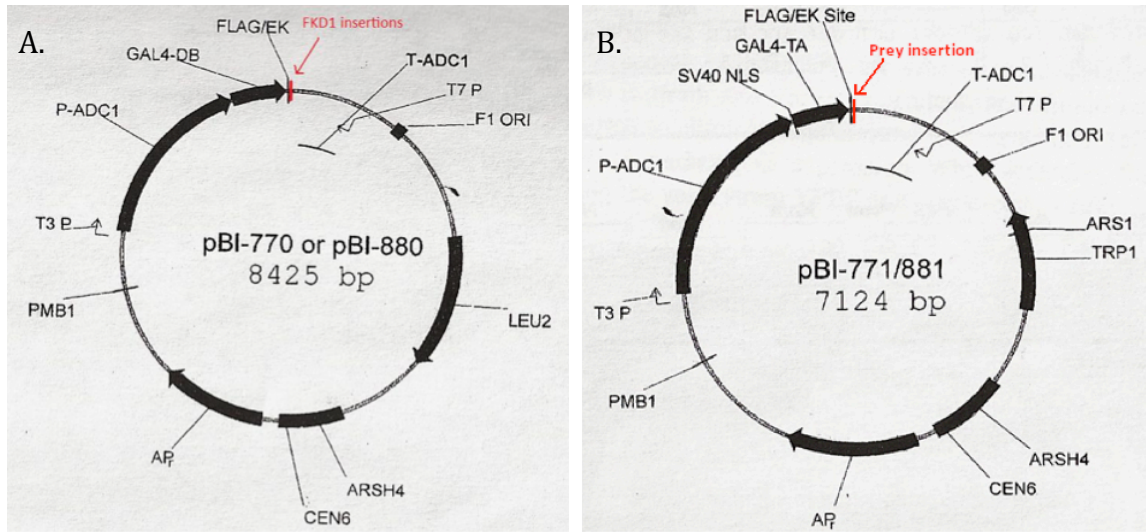 A.
FLAG/EK
FKD1 insertions
GAL4-DB
T-ADC1
T7 P
P-ADC1
F1 ORI
T3 P
pBI-770 or pBI-880
8425 bp
PMB1
LEU2
APr
ARSH4
CEN6
B.
FLAG/EK Site
Prey insertion
GAL4-TA
SV40 NLS
T-ADC1
T7 P
F1 ORI
P-ADC1
ARS1
TRP1
pBI-771/881
7124 bp
T3 P
PMB1
ARSH4
CEN6
APr